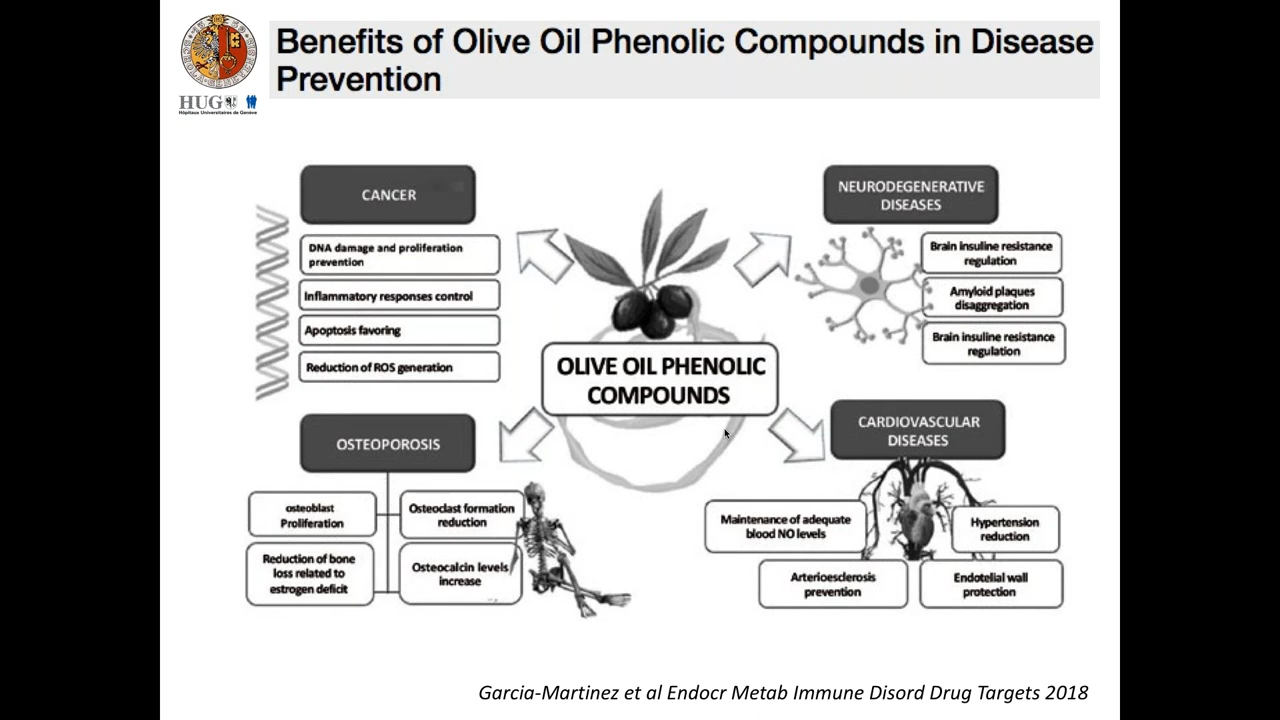 Benefits of Olive Oil Phenolic Compounds in Disease
Prevention
HUG
Hôpitaux Universitaires de Genève
CANCER
DNA damage and proliferation
prevention
Inflammatory responses control
Apoptosis favoring
Reduction of ROS generation
NEURODEGENERATIVE
DISEASES
Brain insuline resistance
regulation
Amyloid plaques
disaggregation
Brain insuline resistance
regulation
OLIVE OIL PHENOLIC
COMPOUNDS
OSTEOPOROSIS
osteoblast
Proliferation
Osteoclast formation
reduction
Reduction of bone
loss related to
estrogen deficit
Osteocalcin levels
increase
CARDIOVASCULAR
DISEASES
Maintenance of adequate
blood NO levels
Hypertension
reduction
Arterioesclerosis
prevention
Endotelial wall
protection
Garcia-Martinez et al Endocr Metab Immune Disord Drug Targets 2018